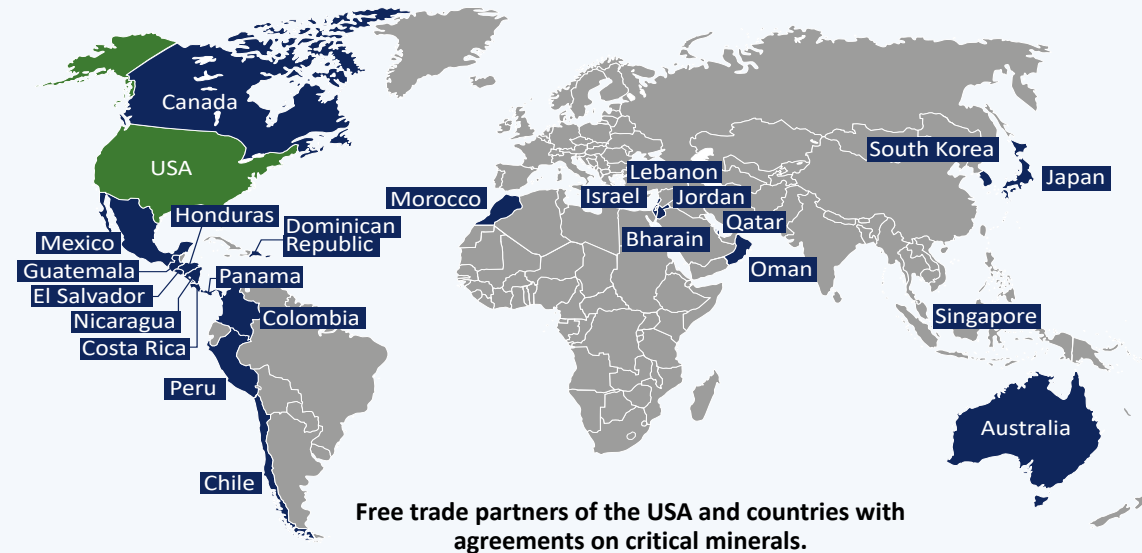 Canada
USA
South Korea
Lebanon
Japan
Morocco
Israel
Jordan
Honduras
Dominican
Republic
Qatar
Mexico
Bharain
Guatemala
Panama
Oman
El Salvador
Nicaragua
Colombia
Singapore
Costa Rica
Peru
Australia
Chile
Free trade partners of the USA and countries with
agreements on critical minerals.